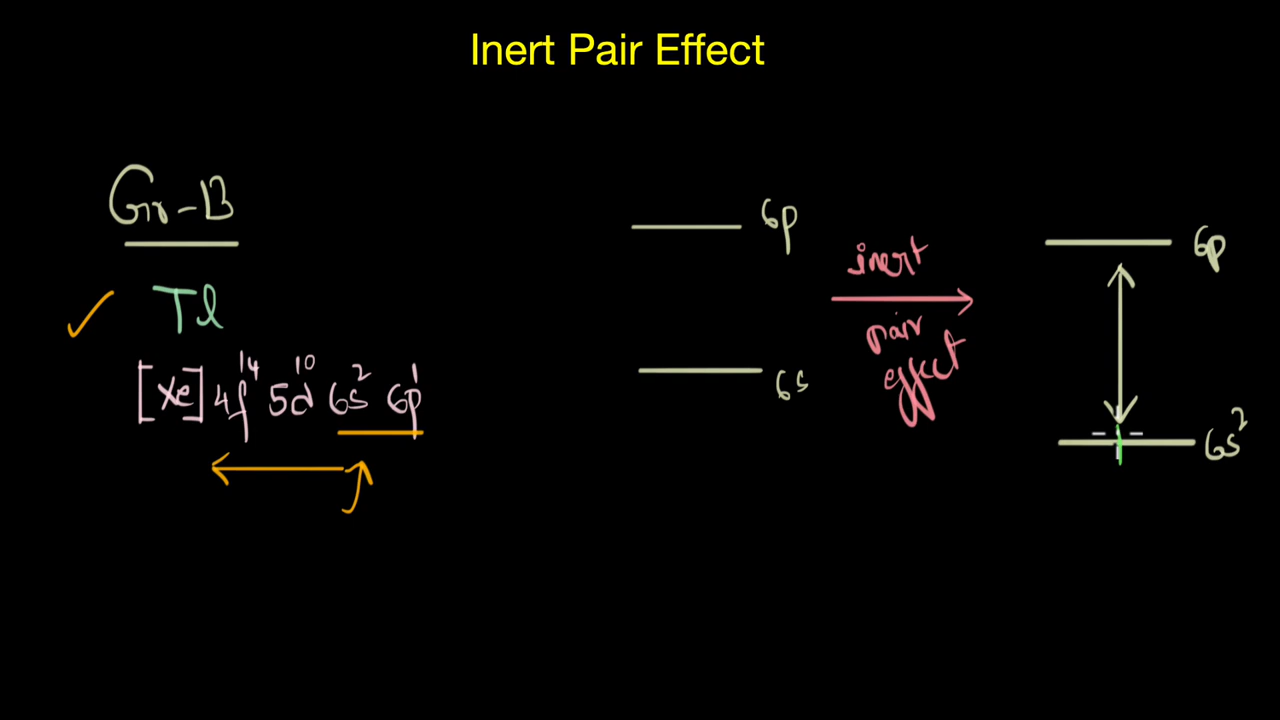 Inert Pair Effect
Gr-13
Tl
[Xe] 4f¹⁴ 5d¹⁰ 6s² 6p¹
6p
6s
inert
pair
effect
6p
6s²